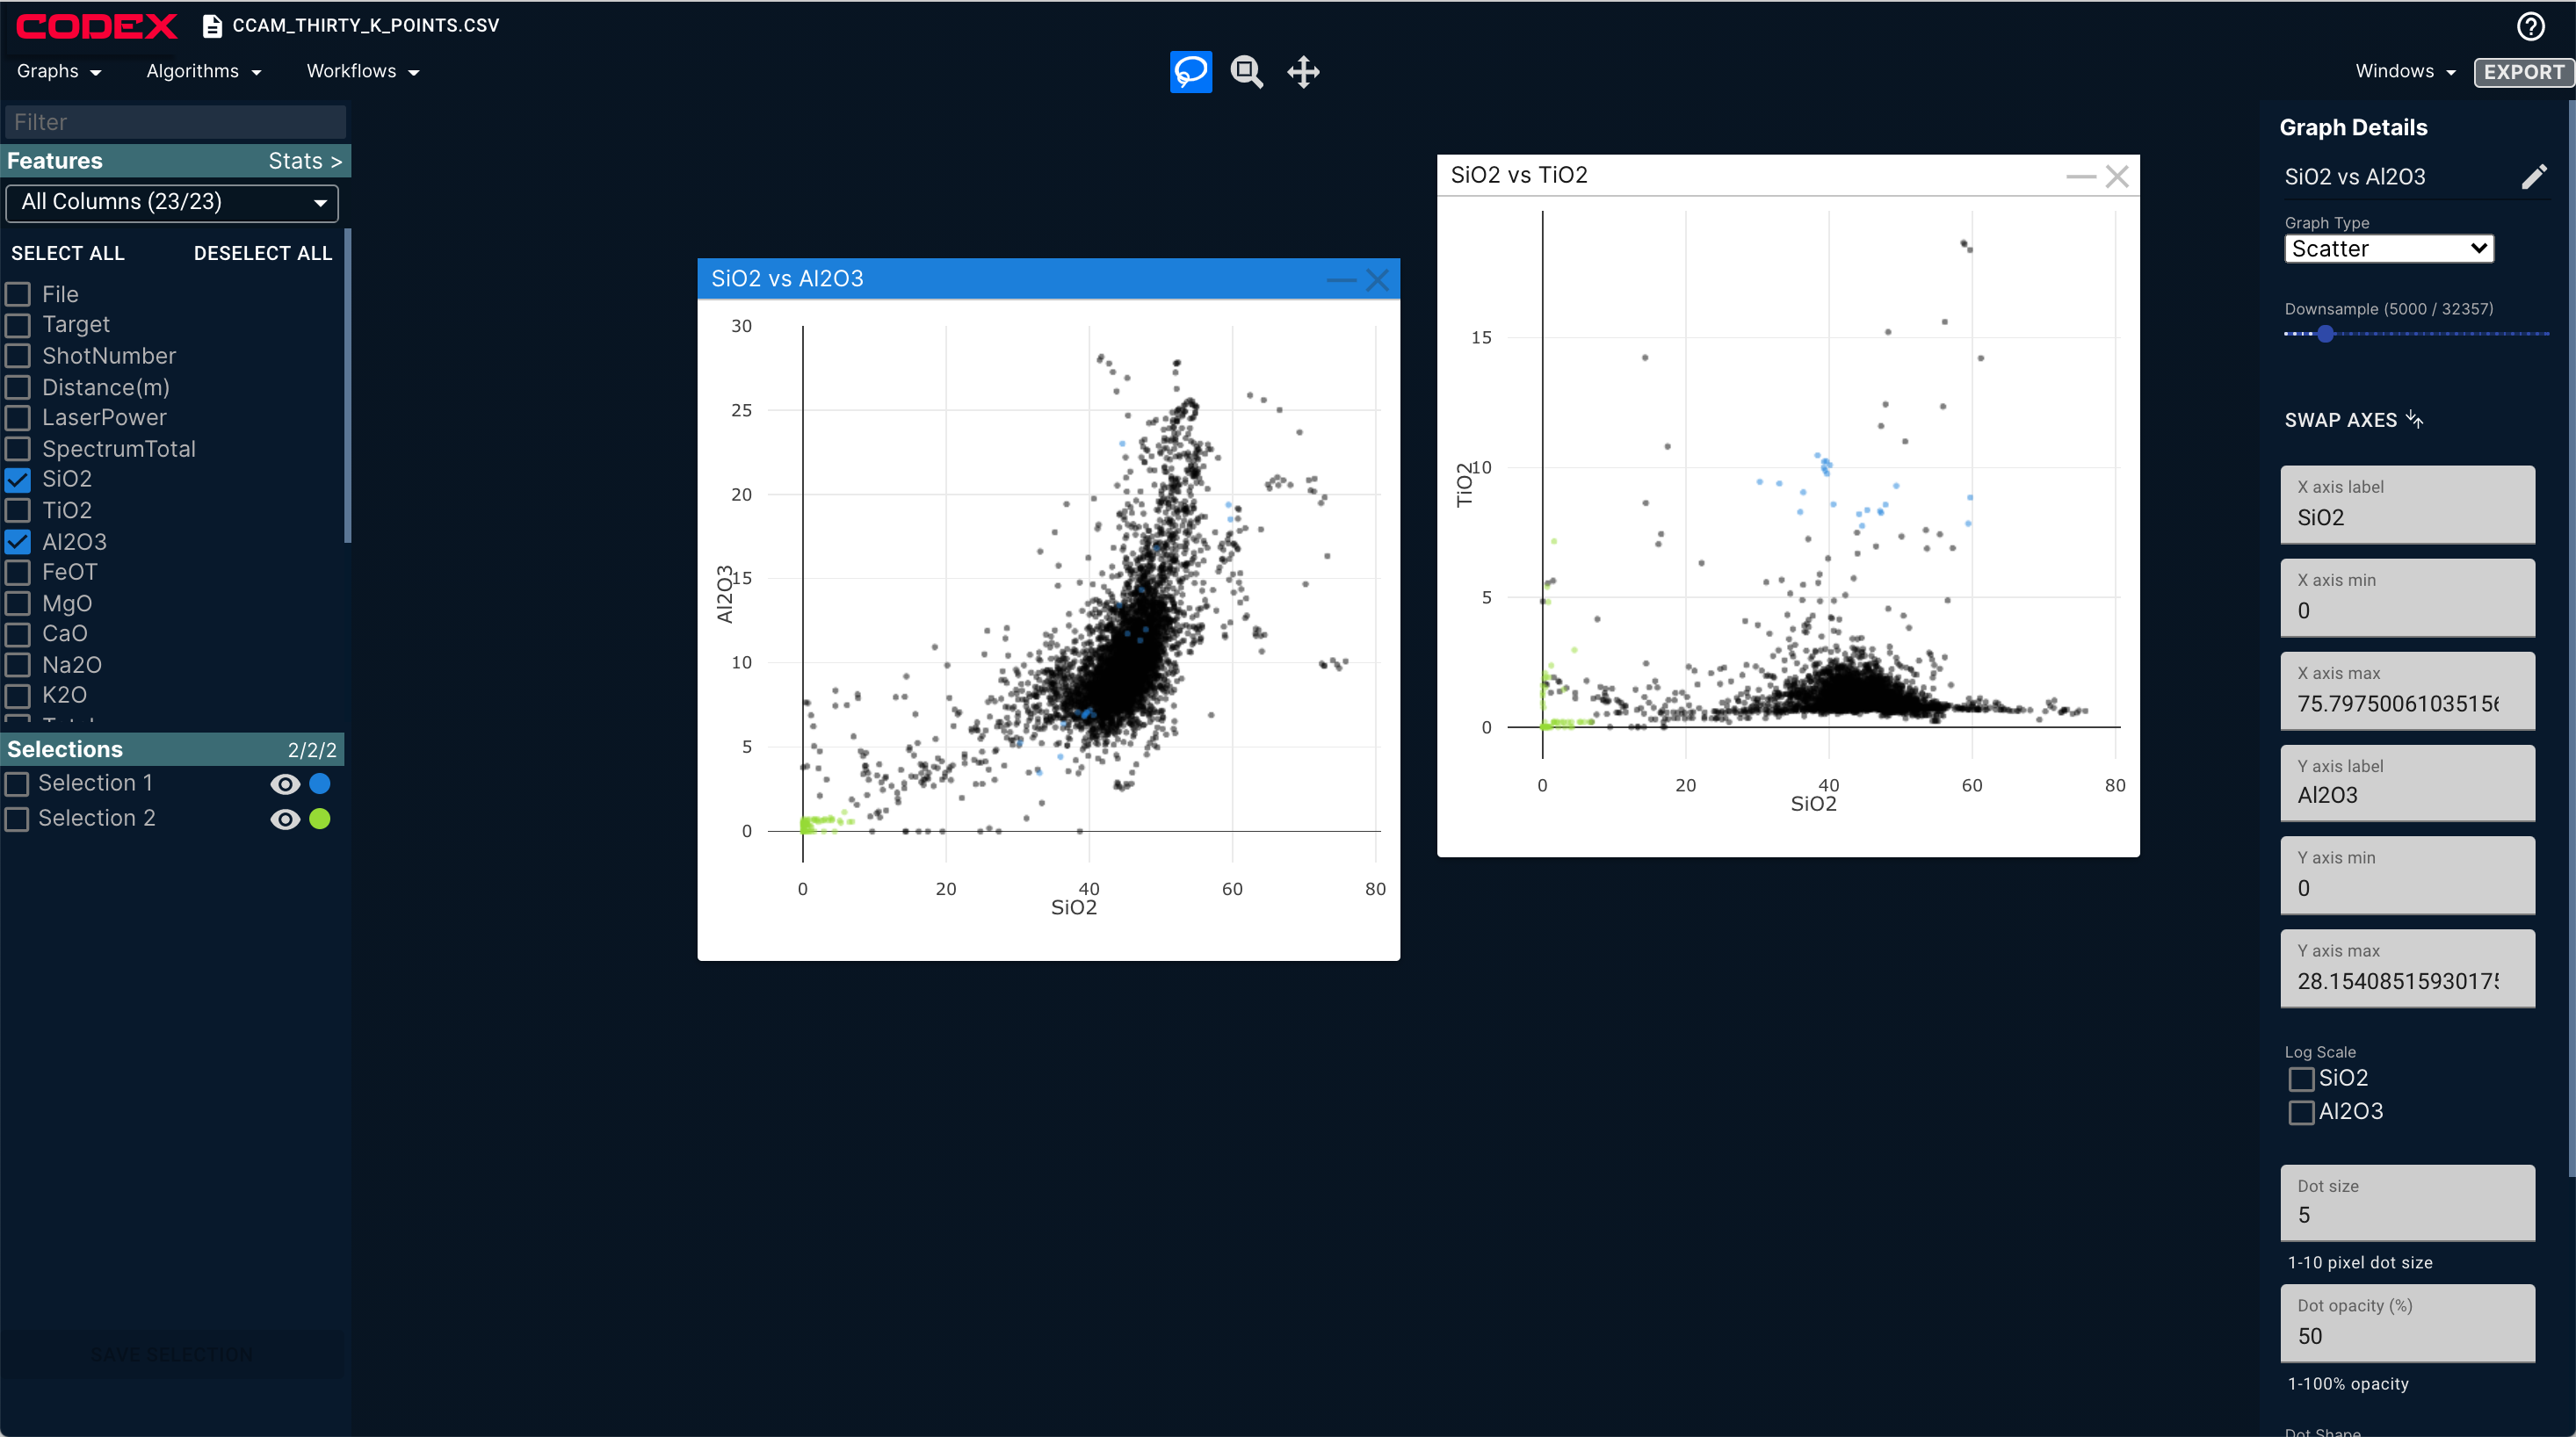 CODEX
CCAM_THIRTY_K_POINTS.CSV
Graphs
Algorithms
Workflows
Windows
EXPORT
Filter
Features
Stats >
All Columns (23/23)
SELECT ALL
DESELECT ALL
File
Target
ShotNumber
Distance(m)
LaserPower
SpectrumTotal
SiO2
TiO2
Al2O3
FeOT
MgO
CaO
Na2O
K2O
Selections
2/2/2
Selection 1
Selection 2
SAVE SELECTION
SiO2 vs Al2O3
30
25
20
15
10
5
0
Al2O3
0
20
40
60
80
SiO2
SiO2 vs TiO2
15
10
5
0
TiO2
0
20
40
60
80
SiO2
Graph Details
SiO2 vs Al2O3
Graph Type
Scatter
Downsample (5000 / 32357)
SWAP AXES
X axis label
SiO2
X axis min
0
X axis max
75.7975006103515
Y axis label
Al2O3
Y axis min
0
Y axis max
28.1540851593017
Log Scale
SiO2
Al2O3
Dot size
5
1-10 pixel dot size
Dot opacity (%)
50
1-100% opacity
Dot Shape